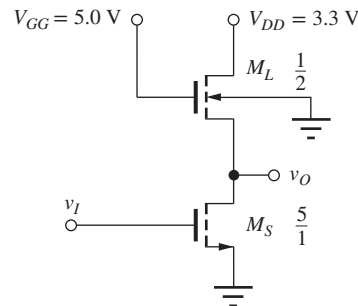 V_GG = 5.0 V
V_DD = 3.3 V
M_L 1/2
v_O
v_I
M_S 5/1